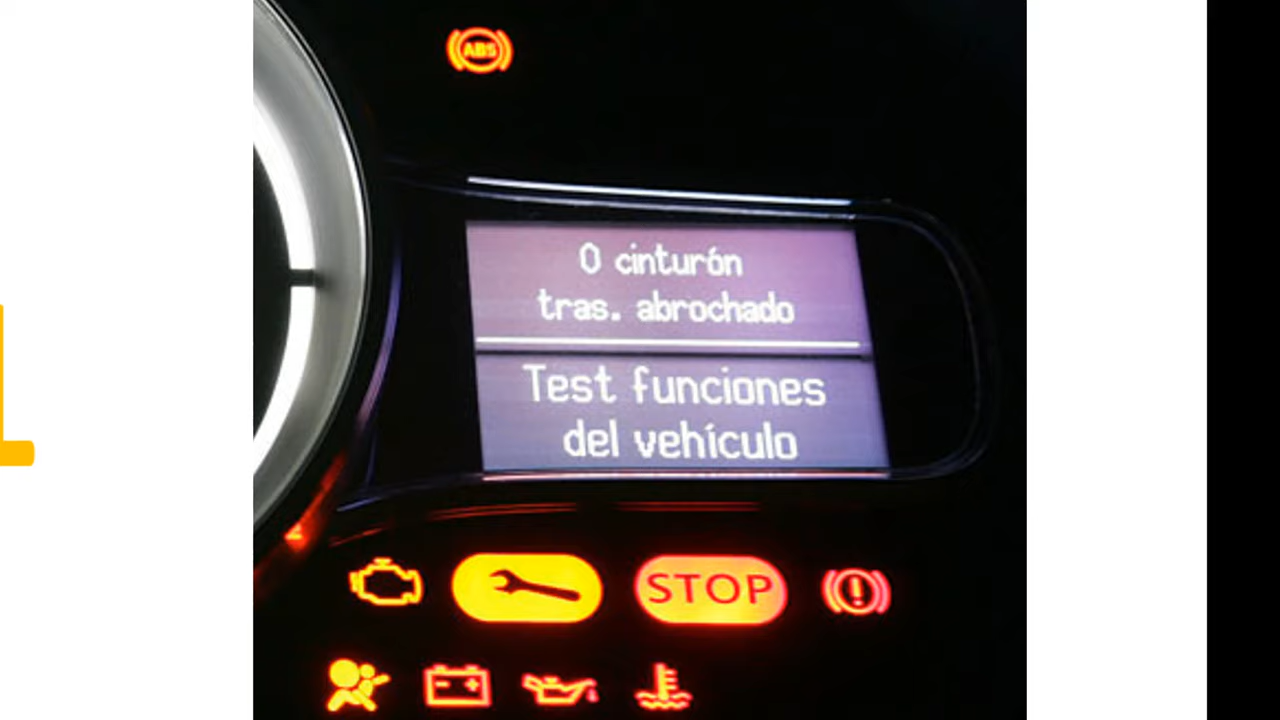 ABS
0 cinturón
tras. abrochado
Test funciones
del vehículo
STOP